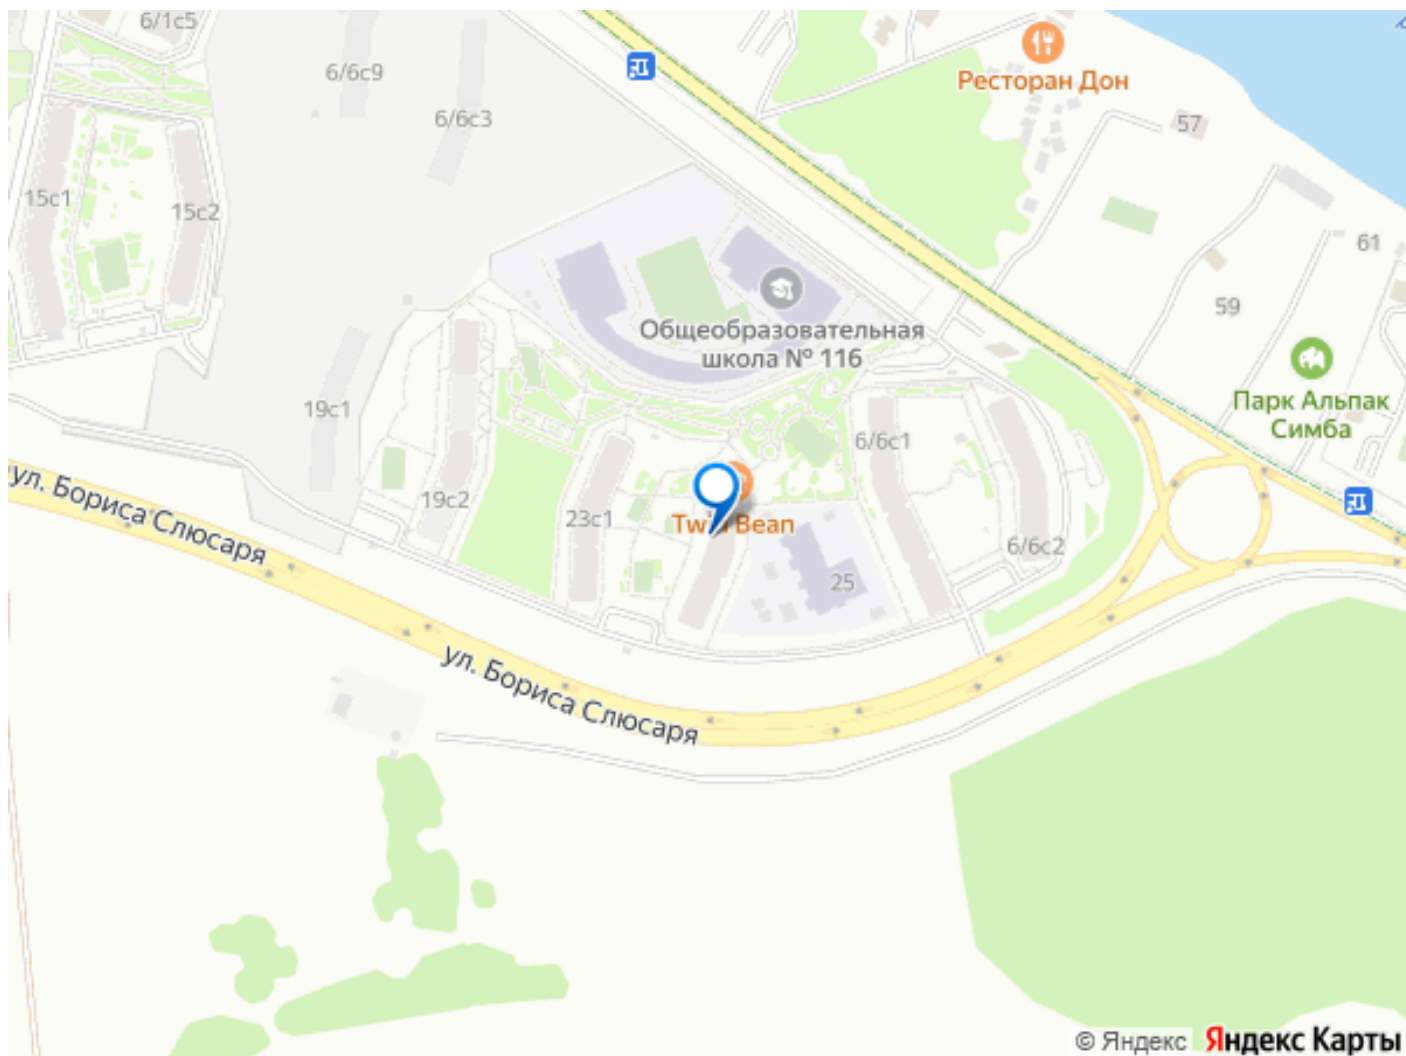 6/1с5
6/6с9
6/6с3
Ресторан Дон
57
15с1
15с2
61
59
Общеобразовательная
школа № 116
Парк Альпак
Симба
19с1
6/6с1
19с2
23с1
Bean
6/6с2
25
ул. Бориса Слюсаря
ул. Бориса Слюсаря
© Яндекс Яндекс Карты